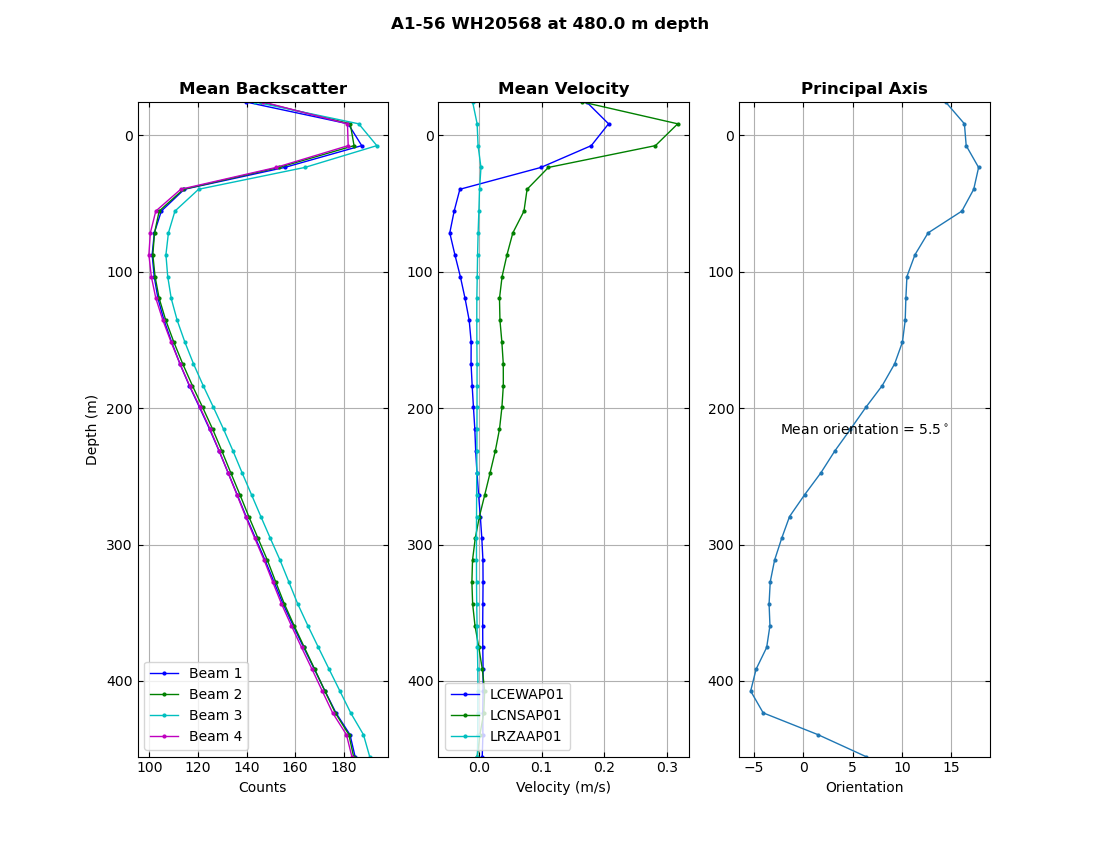 A1-56 WH20568 at 480.0 m depth
Mean Backscatter
Depth (m)
0
100
200
300
400
Beam 1
Beam 2
Beam 3
Beam 4
100 120 140 160 180
Counts
Mean Velocity
0
100
200
300
400
LCEWAP01
LCNSAP01
LRZAAP01
0.0 0.1 0.2 0.3
Velocity (m/s)
Principal Axis
0
100
200
Mean orientation = 5.5°
300
400
−5 0 5 10 15
Orientation